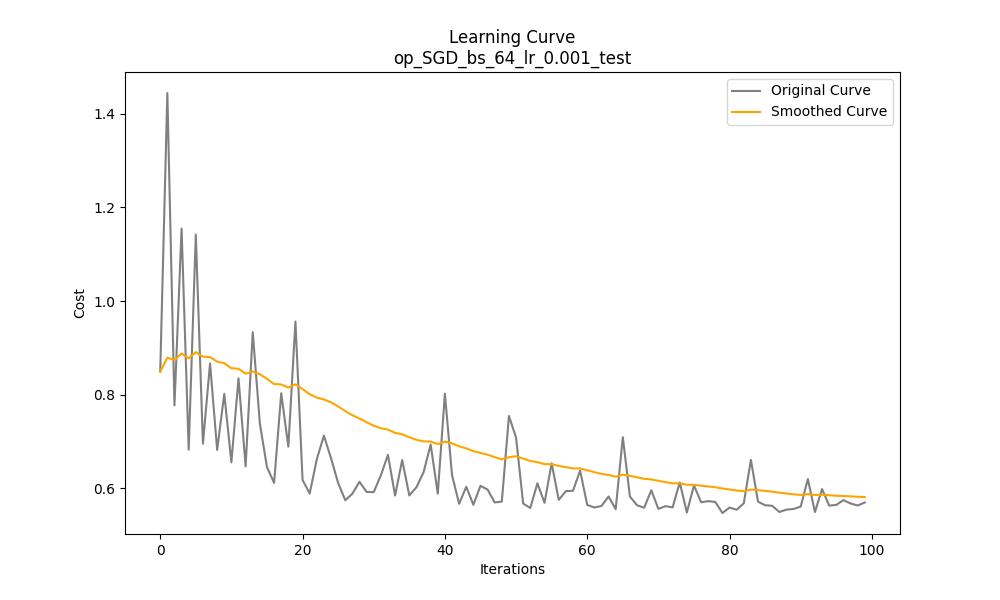 Learning Curve
op_SGD_bs_64_lr_0.001_test
Original Curve
Smoothed Curve
1.4
1.2
1.0
0.8
0.6
Cost
0
20
40
60
80
100
Iterations